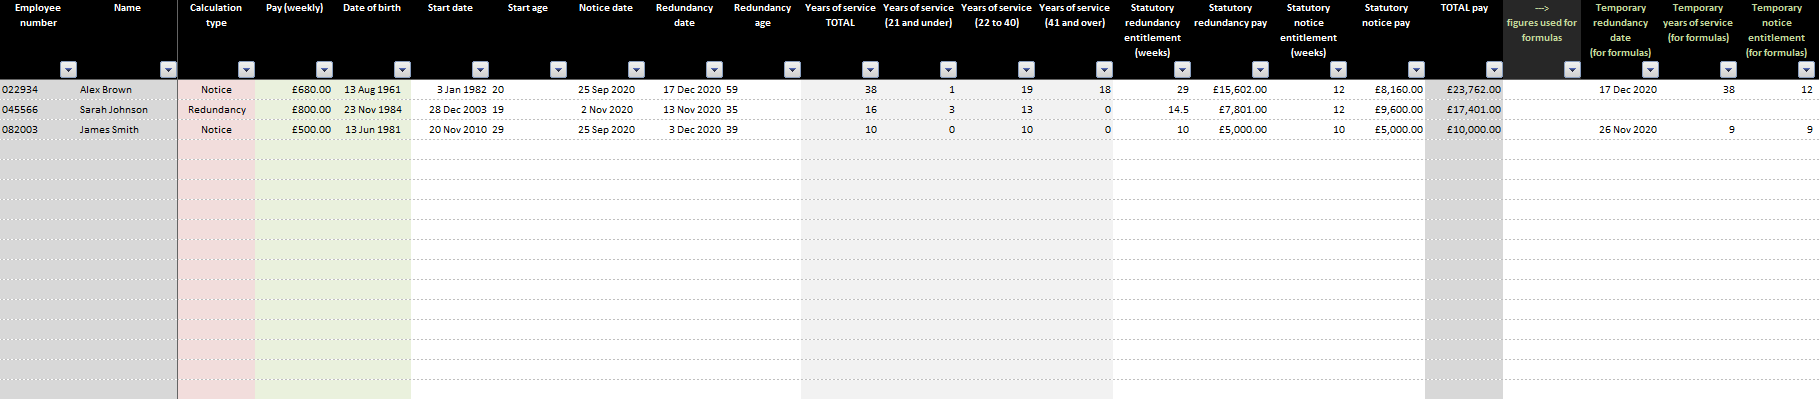 Employee number Name Calculation type Pay (weekly) Date of birth Start date Start age Notice date Redundancy date Redundancy age Years of service TOTAL Years of service (21 and under) Years of service (22 to 40) Years of service (41 and over) Statutory redundancy entitlement (weeks) Statutory redundancy pay Statutory notice entitlement (weeks) Statutory notice pay TOTAL pay ---> figures used for formulas Temporary redundancy date (for formulas) Temporary years of service (for formulas) Temporary notice entitlement (for formulas)
022934 Alex Brown Notice £680.00 13 Aug 1961 3 Jan 1982 20 25 Sep 2020 17 Dec 2020 59 38 1 19 18 29 £15,602.00 12 £8,160.00 £23,762.00 17 Dec 2020 38 12
045566 Sarah Johnson Redundancy £800.00 23 Nov 1984 28 Dec 2003 19 2 Nov 2020 13 Nov 2020 35 16 3 13 0 14.5 £7,801.00 12 £9,600.00 £17,401.00
082003 James Smith Notice £500.00 13 Jun 1981 20 Nov 2010 29 25 Sep 2020 3 Dec 2020 39 10 0 10 0 10 £5,000.00 10 £5,000.00 £10,000.00 26 Nov 2020 9 9